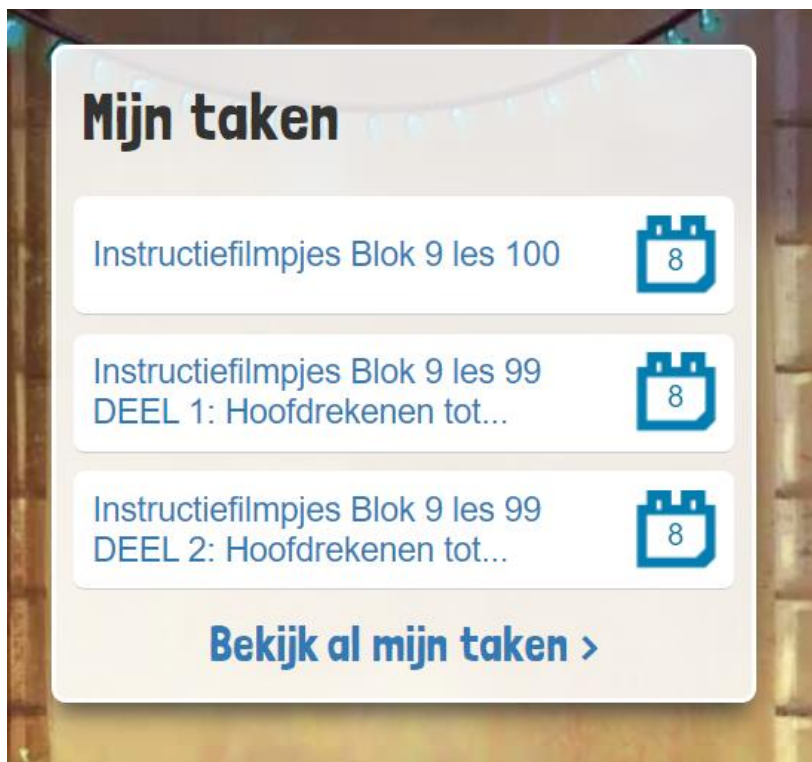 Mijn taken
Instructiefilmpjes Blok 9 les 100
8
Instructiefilmpjes Blok 9 les 99
DEEL 1: Hoofdrekenen tot...
8
Instructiefilmpjes Blok 9 les 99
DEEL 2: Hoofdrekenen tot...
8
Bekijk al mijn taken >